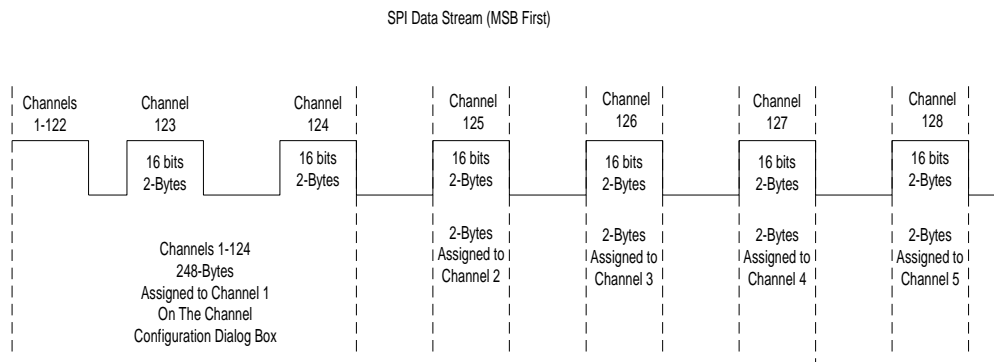 SPI Data Stream (MSB First)
Channels
1-122
Channel
123
Channel
124
Channel
125
Channel
126
Channel
127
Channel
128
16 bits
2-Bytes
16 bits
2-Bytes
16 bits
2-Bytes
16 bits
2-Bytes
16 bits
2-Bytes
16 bits
2-Bytes
Channels 1-124
248-Bytes
Assigned to Channel 1
On The Channel
Configuration Dialog Box
2-Bytes
Assigned to
Channel 2
2-Bytes
Assigned to
Channel 3
2-Bytes
Assigned to
Channel 4
2-Bytes
Assigned to
Channel 5